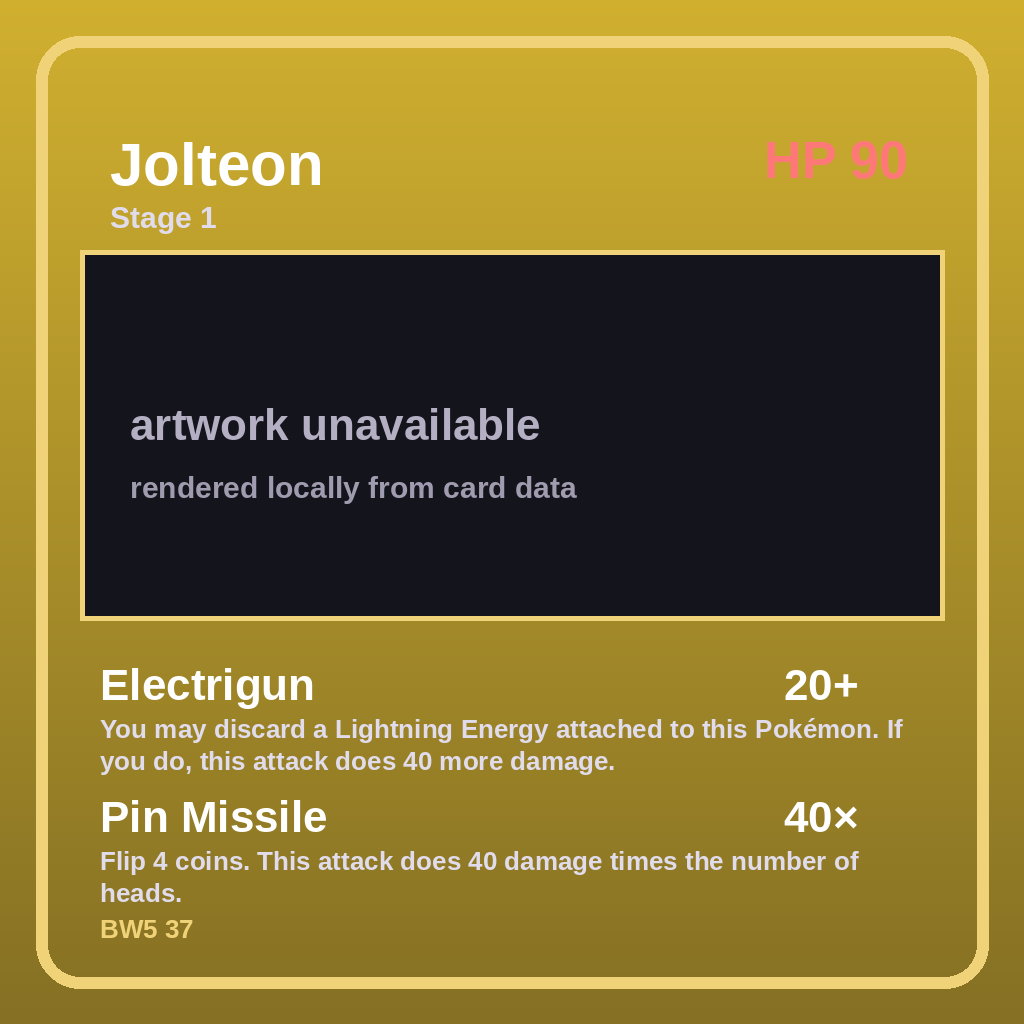 Jolteon
HP 90
Stage 1
artwork unavailable
rendered locally from card data
Electrigun 20+
You may discard a Lightning Energy attached to this Pokémon. If
you do, this attack does 40 more damage.
Pin Missile 40×
Flip 4 coins. This attack does 40 damage times the number of
heads.
BW5 37